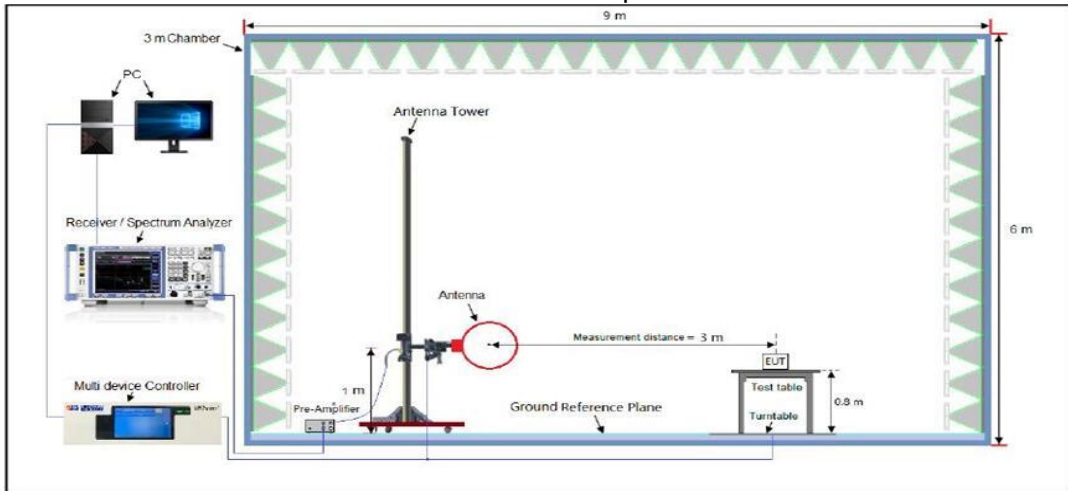 9 m
3 m Chamber
PC
Antenna Tower
Receiver / Spectrum Analyzer
6 m
Antenna
Measurement distance = 3 m
EUT
Multi device Controller
1 m
Test table
0.8 m
Pre-Amplifier
Ground Reference Plane
Turntable